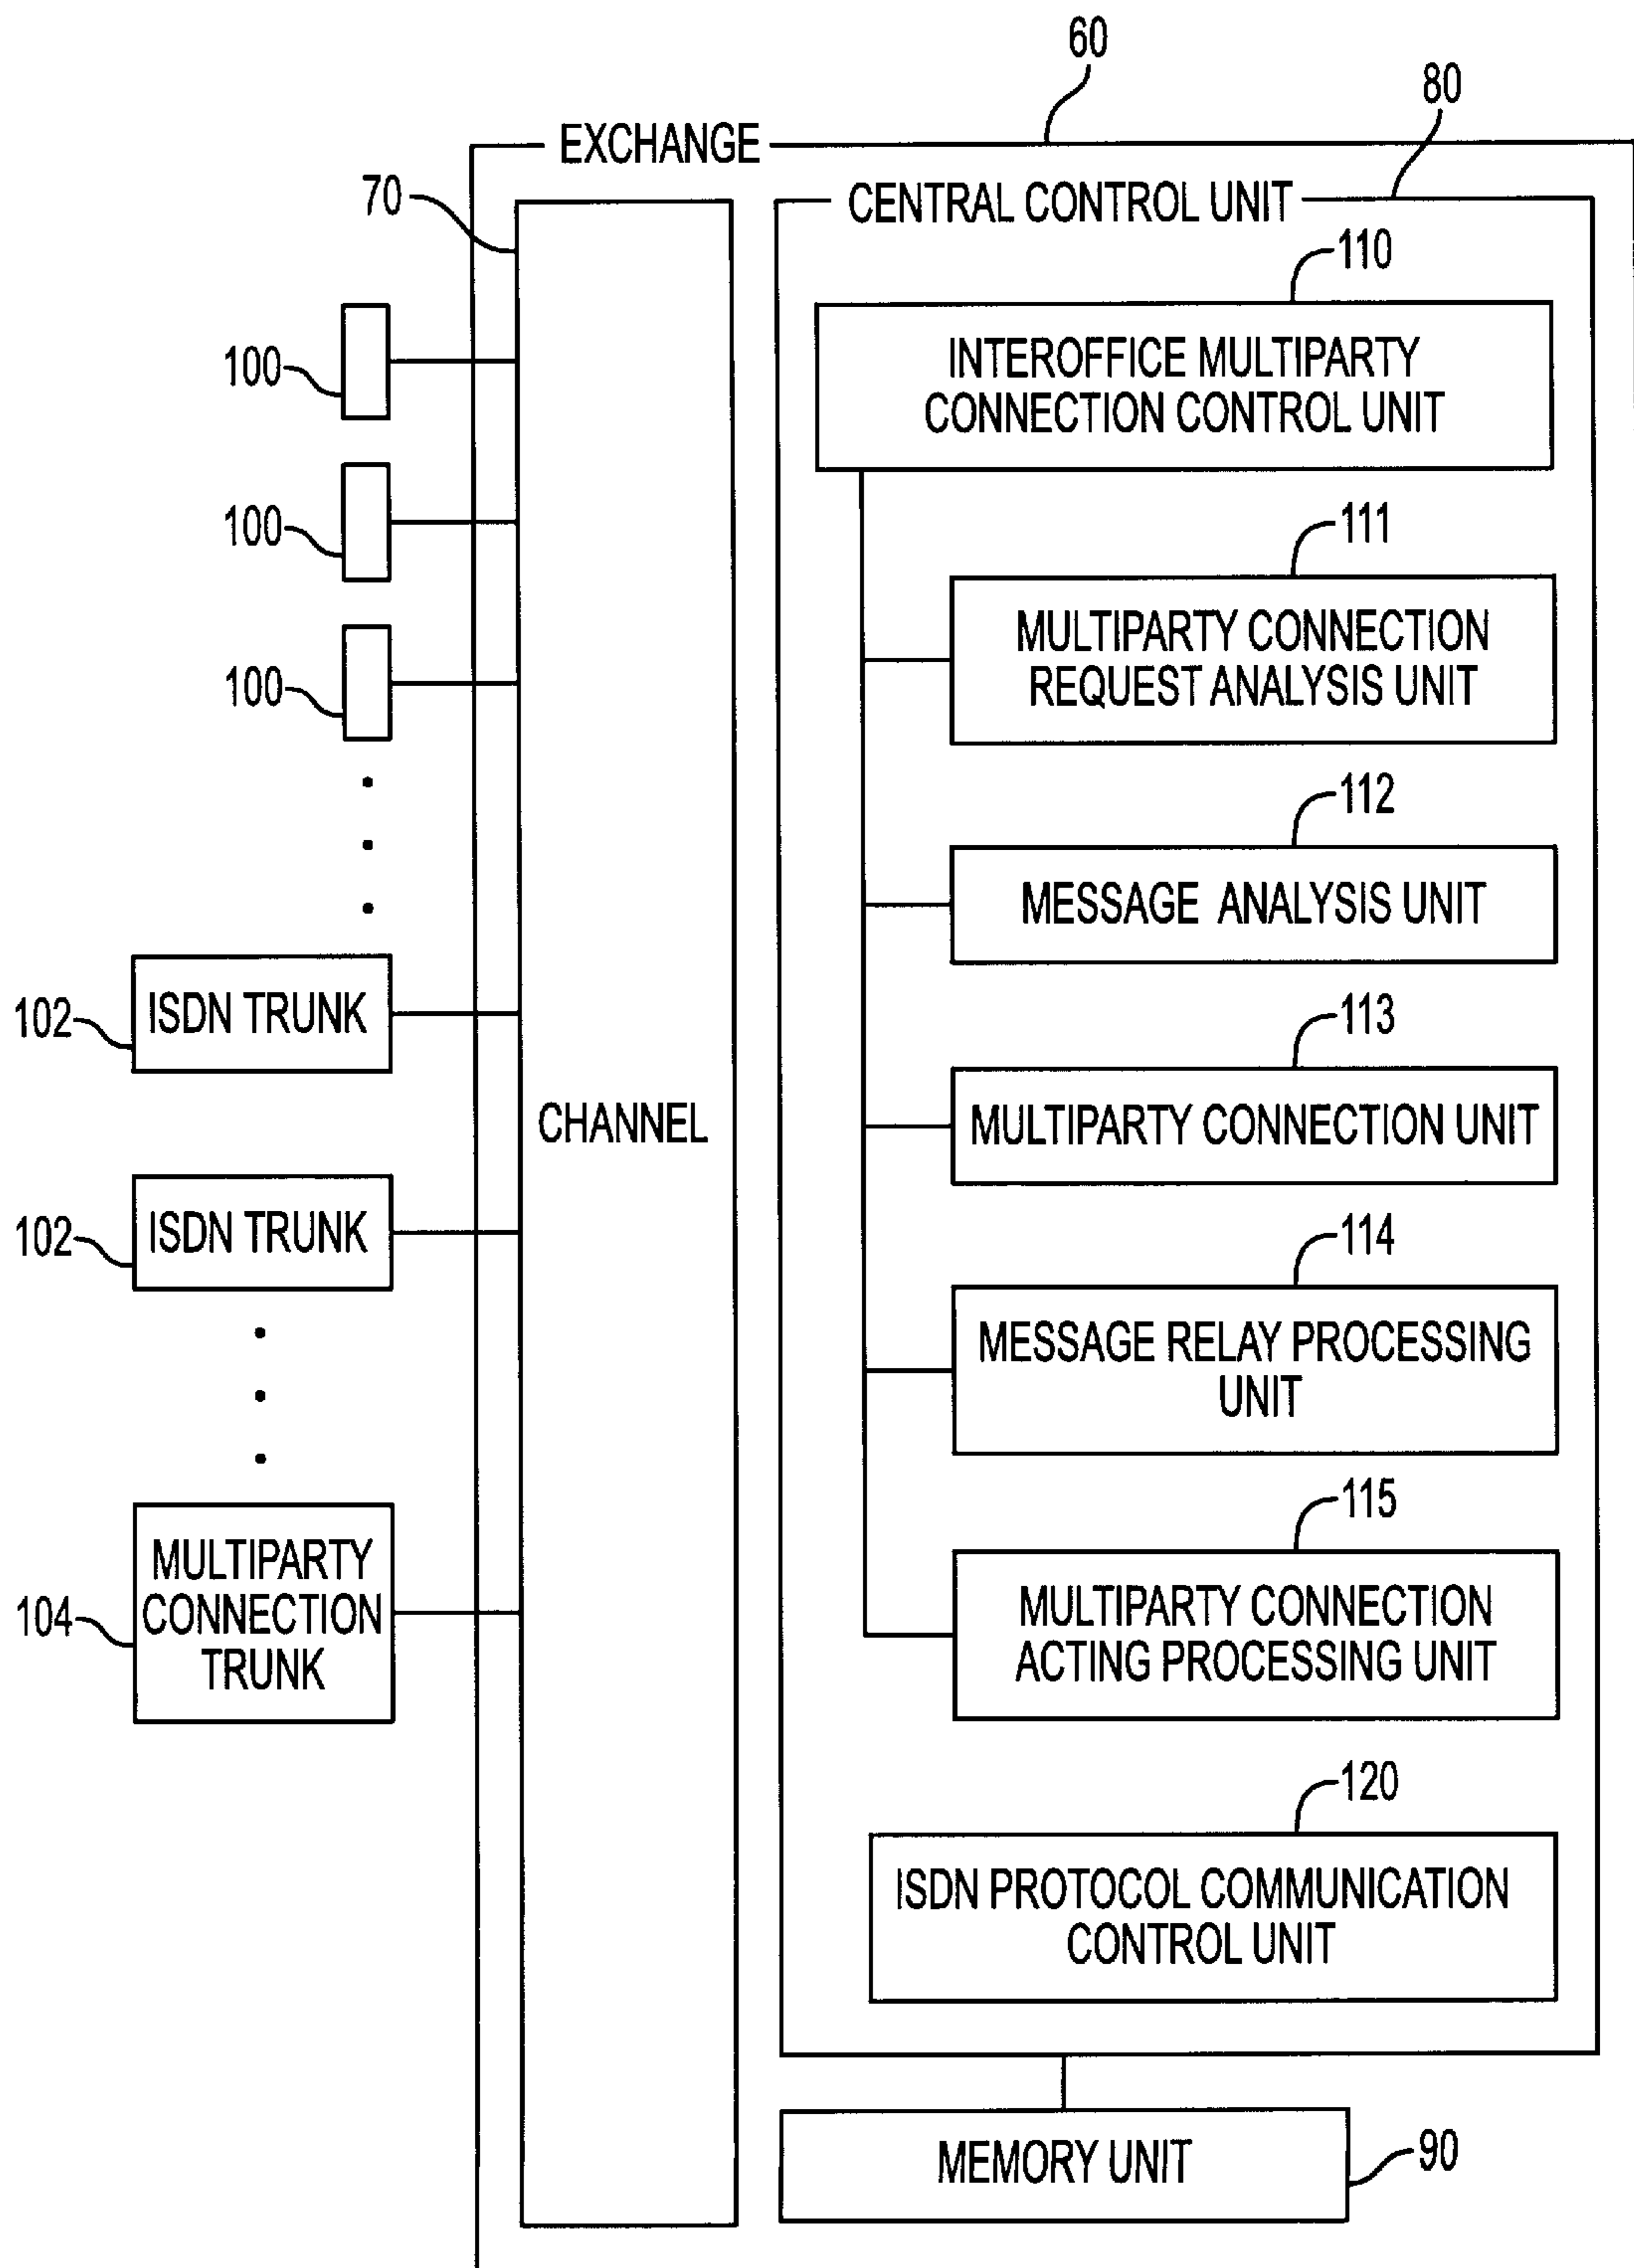 60
80
EXCHANGE
70
CENTRAL CONTROL UNIT
110
INTEROFFICE MULTIPARTY
CONNECTION CONTROL UNIT
100
100
111
MULTIPARTY CONNECTION
REQUEST ANALYSIS UNIT
100
112
MESSAGE ANALYSIS UNIT
102
ISDN TRUNK
113
CHANNEL
MULTIPARTY CONNECTION UNIT
102
ISDN TRUNK
114
MESSAGE RELAY PROCESSING
UNIT
115
MULTIPARTY
CONNECTION
TRUNK
104
MULTIPARTY CONNECTION
ACTING PROCESSING UNIT
120
ISDN PROTOCOL COMMUNICATION
CONTROL UNIT
MEMORY UNIT
90